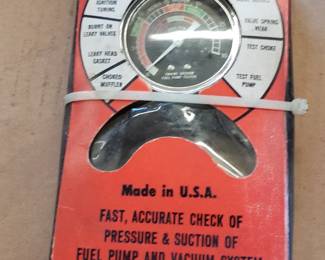 IGNITION
TIMING
BURNT OR
LEAKY VALVES
LEAKY HEAD
GASKET
CHOKED
MUFFLER
VALVE SPRING
WEAR
TEST CHOKE
TEST FUEL
PUMP
Made in U.S.A.
FAST, ACCURATE CHECK OF
PRESSURE & SUCTION OF
FUEL PUMP AND VACUUM SYSTEM